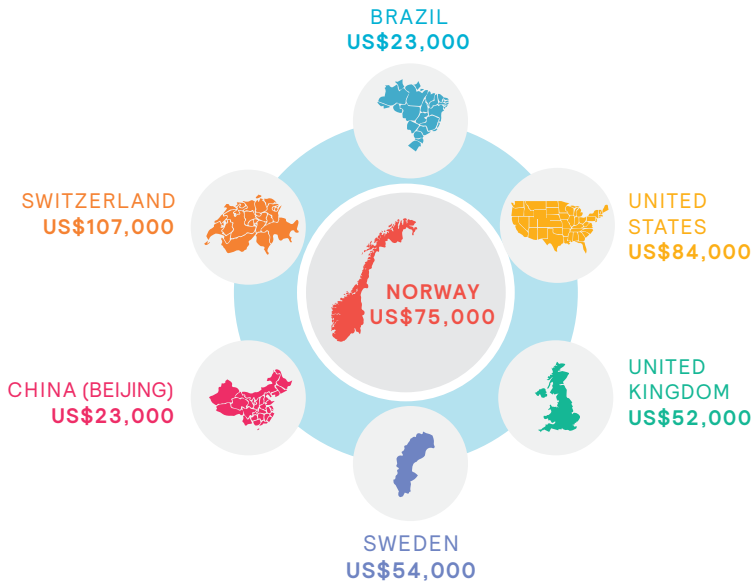 BRAZIL
US$23,000
SWITZERLAND
US$107,000
UNITED
STATES
US$84,000
NORWAY
US$75,000
CHINA (BEIJING)
US$23,000
UNITED
KINGDOM
US$52,000
SWEDEN
US$54,000